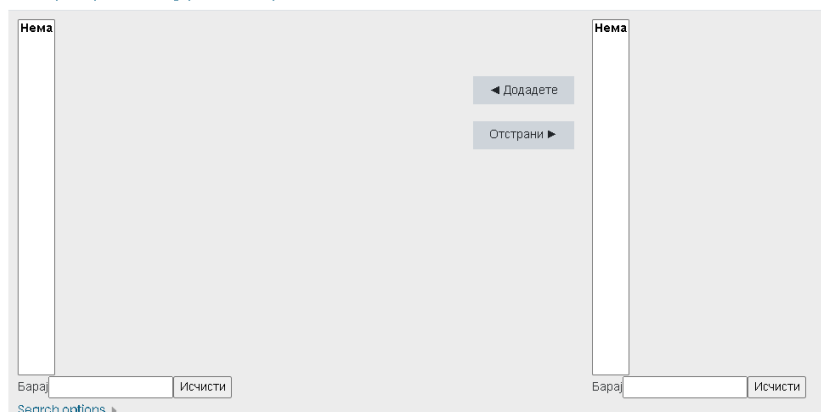 Нема
Нема
◄ Додадете
Отстрани ►
Барај
Исчисти
Барај
Исчисти
Search options